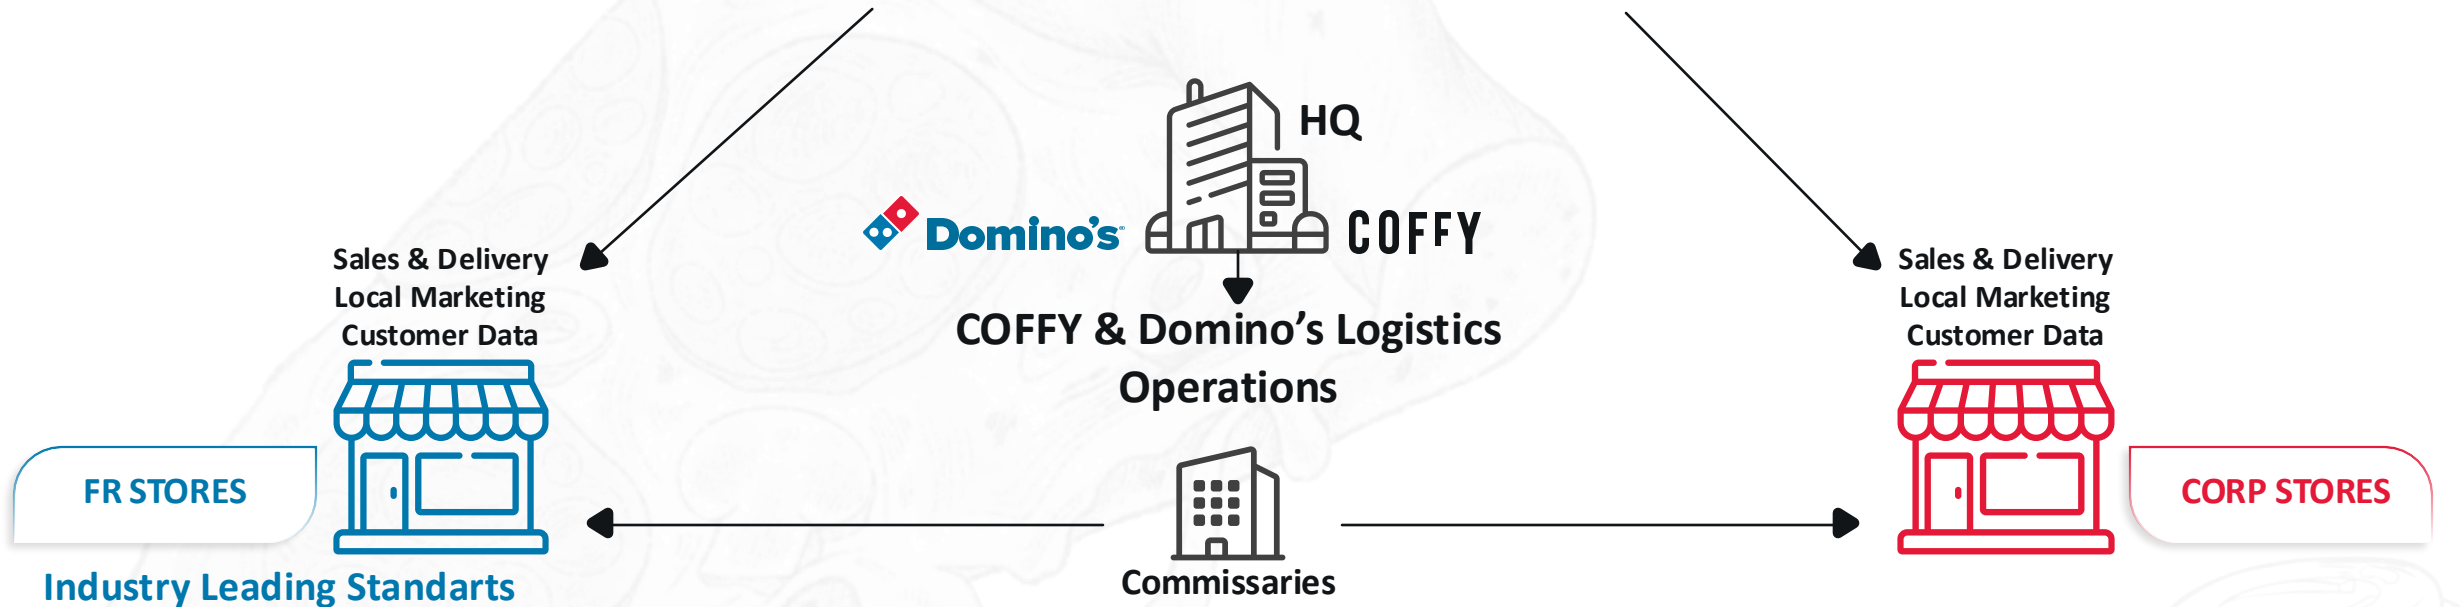 HQ
Domino's
COFFY
Sales & Delivery
Local Marketing
Customer Data
COFFY & Domino’s Logistics
Operations
Sales & Delivery
Local Marketing
Customer Data
FR STORES
CORP STORES
Commissaries
Industry Leading Standarts